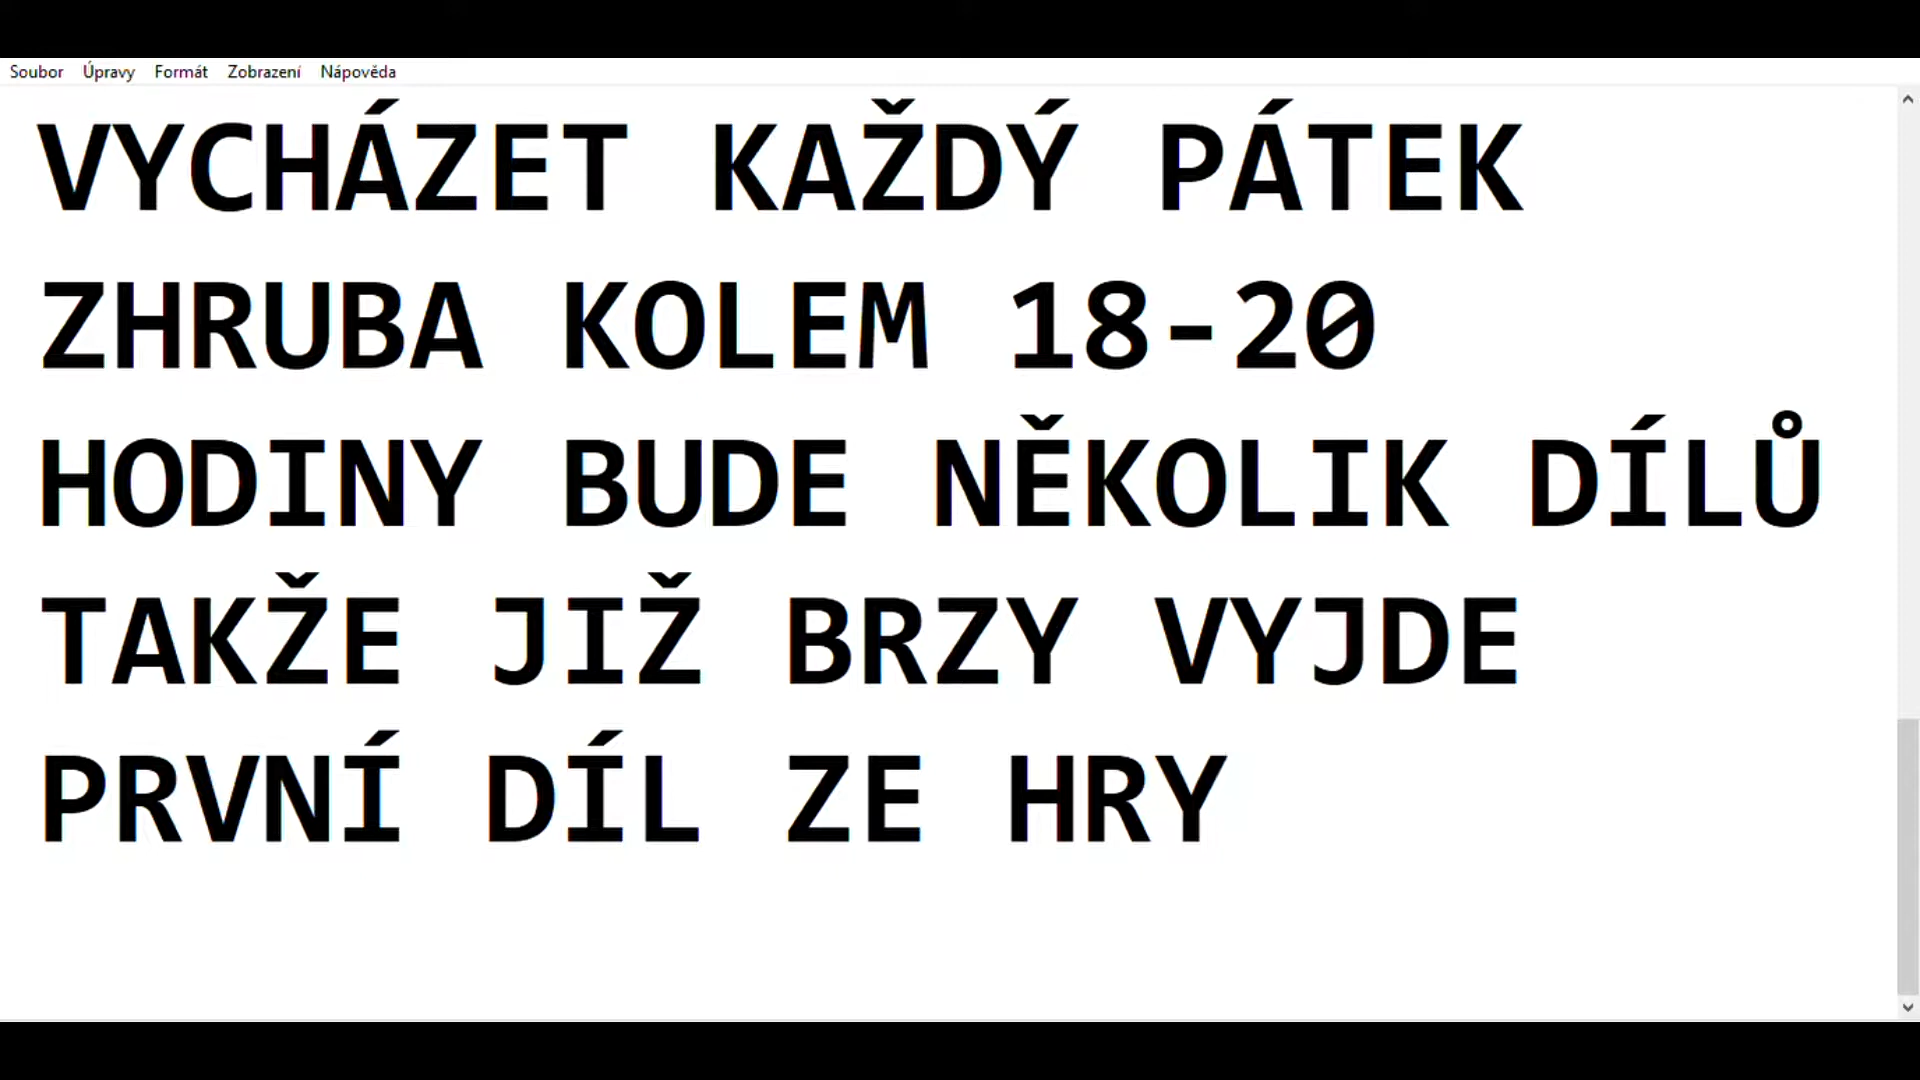 Soubor Úpravy Formát Zobrazení Nápověda
VYCHÁZET KAŽDÝ PÁTEK
ZHRUBA KOLEM 18-20
HODINY BUDE NĚKOLIK DÍLŮ
TAKŽE JIŽ BRZY VYJDE
PRVNÍ DÍL ZE HRY